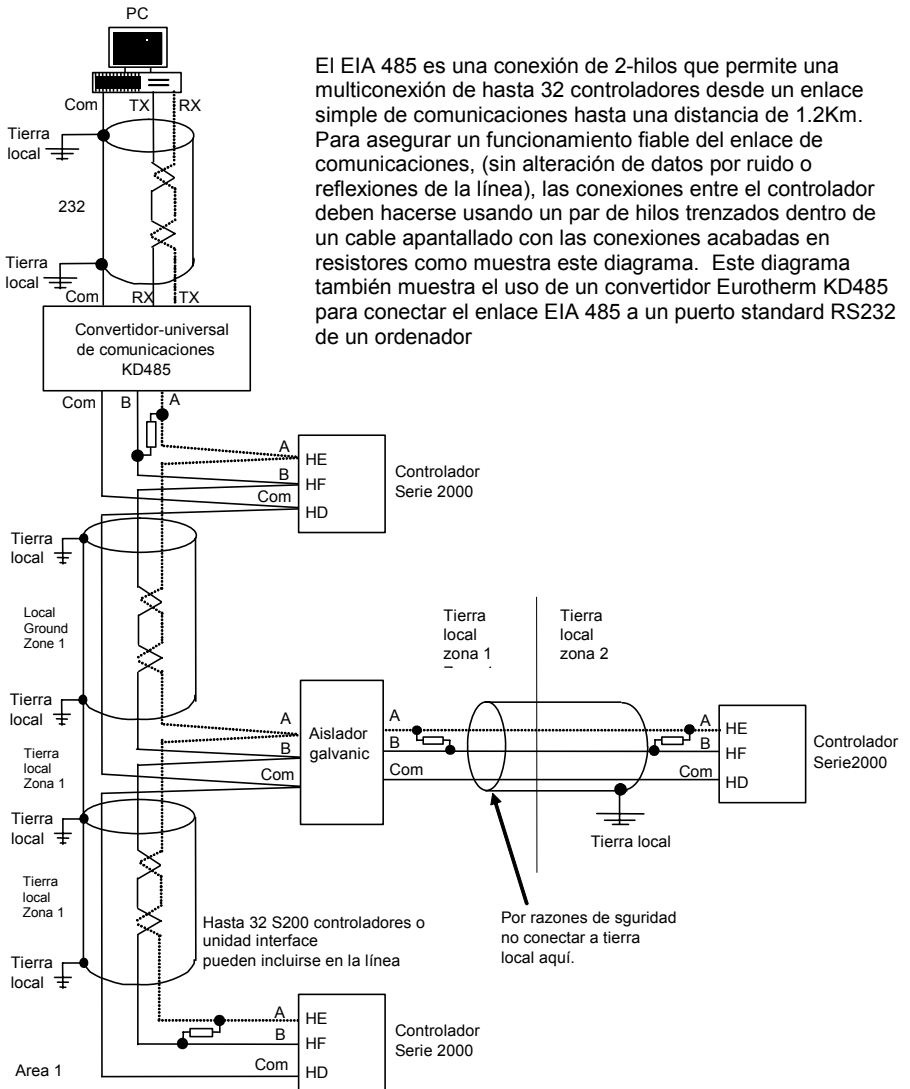 PC
El EIA 485 es una conexión de 2-hilos que permite una
multiconexión de hasta 32 controladores desde un enlace
simple de comunicaciones hasta una distancia de 1.2Km.
Para asegurar un funcionamiento fiable del enlace de
comunicaciones, (sin alteración de datos por ruido o
reflexiones de la línea), las conexiones entre el controlador
deben hacerse usando un par de hilos trenzados dentro de
un cable apantallado con las conexiones acabadas en
resistores como muestra este diagrama. Este diagrama
también muestra el uso de un convertidor Eurotherm KD485
para conectar el enlace EIA 485 a un puerto standard RS232
de un ordenador
Com TX RX
Tierra
local
232
Tierra
local
Com RX TX
Convertidor-universal
de comunicaciones
KD485
Com B A
A HE
B HF
Com HD
Controlador
Serie 2000
Tierra
local
Local
Ground
Zone 1
Tierra
local
Tierra
local
Zona 1
A
B
Com
Aislador
galvanic
A
B
Com
Tierra
local
zona 1
Tierra
local
zona 2
A HE
B HF
Com HD
Controlador
Serie2000
Tierra local
Por razones de sguridad
no conectar a tierra
local aquí.
Tierra
local
Tierra
local
Zona 1
Hasta 32 S200 controladores o
unidad interface
pueden incluirse en la línea
Tierra
local
A HE
B HF
Com HD
Controlador
Serie 2000
Area 1